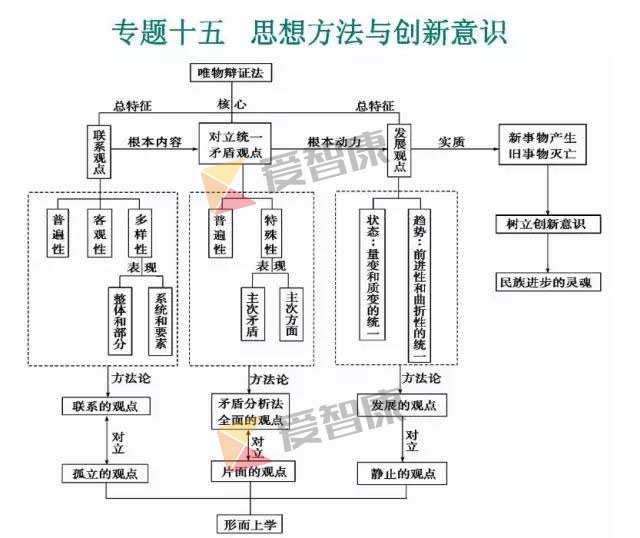 专题十五 思想方法与创新意识
唯物辩证法
总特征
核心
总特征
联系观点
根本内容
对立统一
矛盾观点
根本动力
发展观点
实质
新事物产生
旧事物灭亡
树立创新意识
民族进步的灵魂
普遍性
客观性
多样性
表现
整体和部分
系统和要素
普遍性
特殊性
表现
主次矛盾
主次方面
状态：量变和质变的统一
趋势：前进性和曲折性的统一
方法论
方法论
方法论
联系的观点
矛盾分析法
全面的观点
发展的观点
对立
对立
对立
孤立的观点
片面的观点
静止的观点
形而上学
爱智康
爱智康